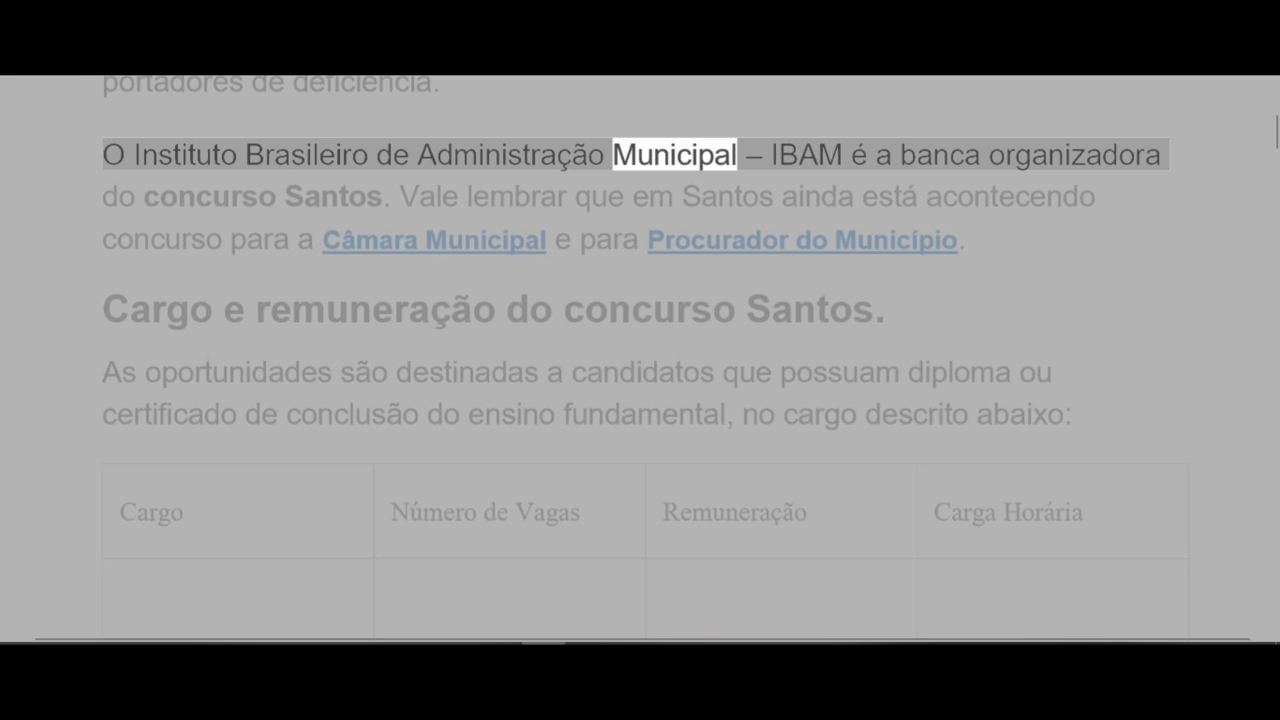 portadores de deficiência.
O Instituto Brasileiro de Administração Municipal – IBAM é a banca organizadora
do concurso Santos. Vale lembrar que em Santos ainda está acontecendo
concurso para a Câmara Municipal e para Procurador do Município.
Cargo e remuneração do concurso Santos.
As oportunidades são destinadas a candidatos que possuam diploma ou
certificado de conclusão do ensino fundamental, no cargo descrito abaixo:
Cargo Número de Vagas Remuneração Carga Horária